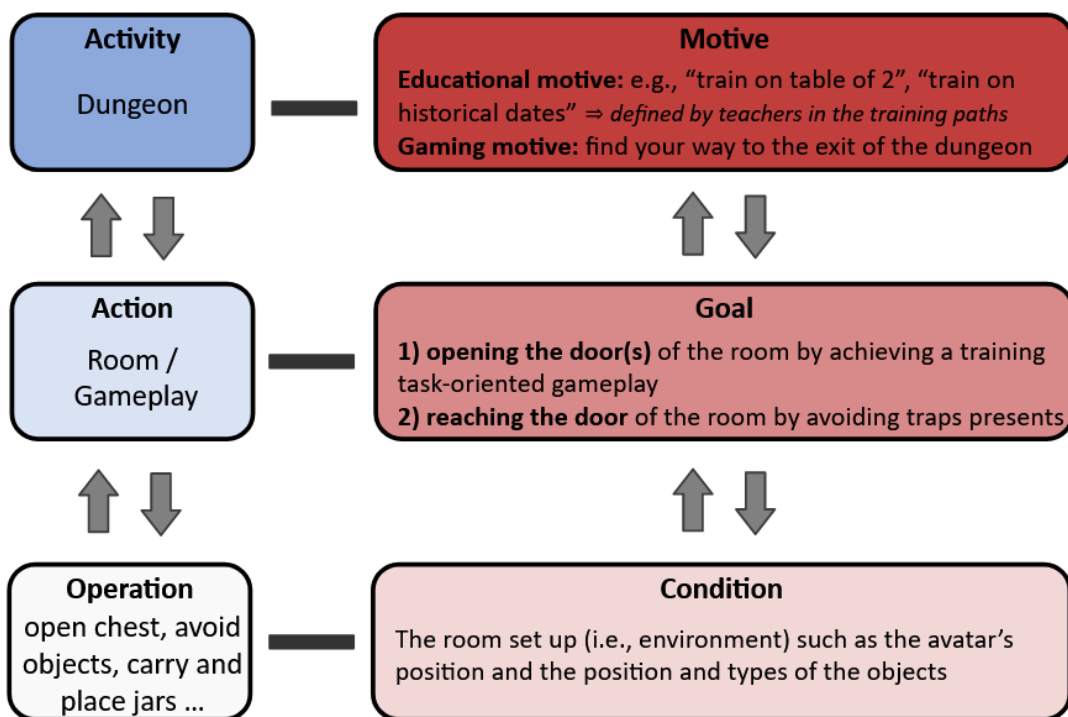 Activity
Dungeon
Motive
Educational motive: e.g., “train on table of 2”, “train on
historical dates” ⇒ defined by teachers in the training paths
Gaming motive: find your way to the exit of the dungeon
Action
Room /
Gameplay
Goal
1) opening the door(s) of the room by achieving a training
task-oriented gameplay
2) reaching the door of the room by avoiding traps presents
Operation
open chest, avoid
objects, carry and
place jars ...
Condition
The room set up (i.e., environment) such as the avatar’s
position and the position and types of the objects